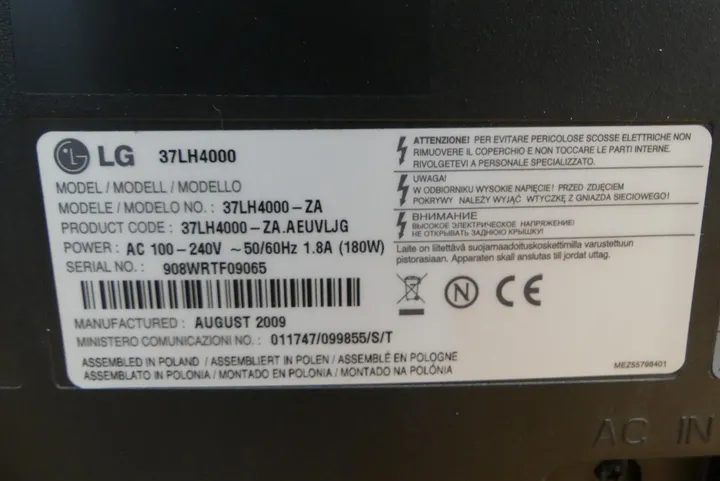 LG 37LH4000
MODEL / MODELL / MODELLO
MODELE / MODELO NO. : 37LH4000-ZA
PRODUCT CODE : 37LH4000-ZA.AEUVLJG
POWER : AC 100-240V ~50/60Hz 1.8A (180W)
SERIAL NO. : 908WRTF09065
MANUFACTURED : AUGUST 2009
MINISTERO COMUNICAZIONI NO. : 011747/099855/S/T
ASSEMBLED IN POLAND / ASSEMBLIERT IN POLEN / ASSEMBLÉ EN POLOGNE
ASSEMBLATO IN POLONIA / MONTADO EN POLONIA / MONTADO NA POLÓNIA
ATTENZIONE! PER EVITARE PERICOLOSE SCOSSE ELETTRICHE NON
RIMUOVERE IL COPERCHIO E NON TOCCARE LE PARTI INTERNE.
RIVOLGETEVI A PERSONALE SPECIALIZZATO.
UWAGA!
W ODBIORNIKU WYSOKIE NAPIĘCIE! PRZED ZDJĘCIEM
POKRYWY NALEŻY WYJĄĆ WTYCZKĘ Z GNIAZDA SIECIOWEGO!
ВНИМАНИЕ
ВЫСОКОЕ ЭЛЕКТРИЧЕСКОЕ НАПРЯЖЕНИЕ!
НЕ ОТКРЫВАТЬ ЗАДНЮЮ КРЫШКУ!
Laite on liitettävä suojamaadoituskoskettimilla varustettuun
pistorasiaan. Apparaten skall anslutas till jordat uttag.
N CE
MEZ55798401
AC IN